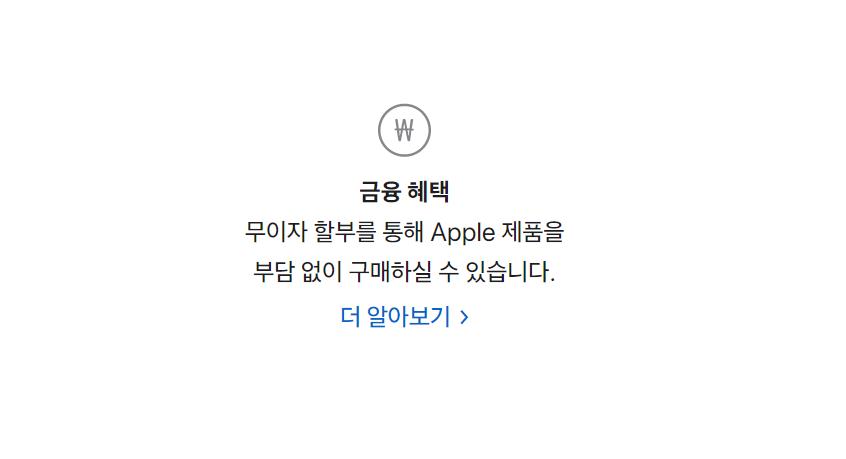 ₩
금융 혜택
무이자 할부를 통해 Apple 제품을
부담 없이 구매하실 수 있습니다.
더 알아보기 >